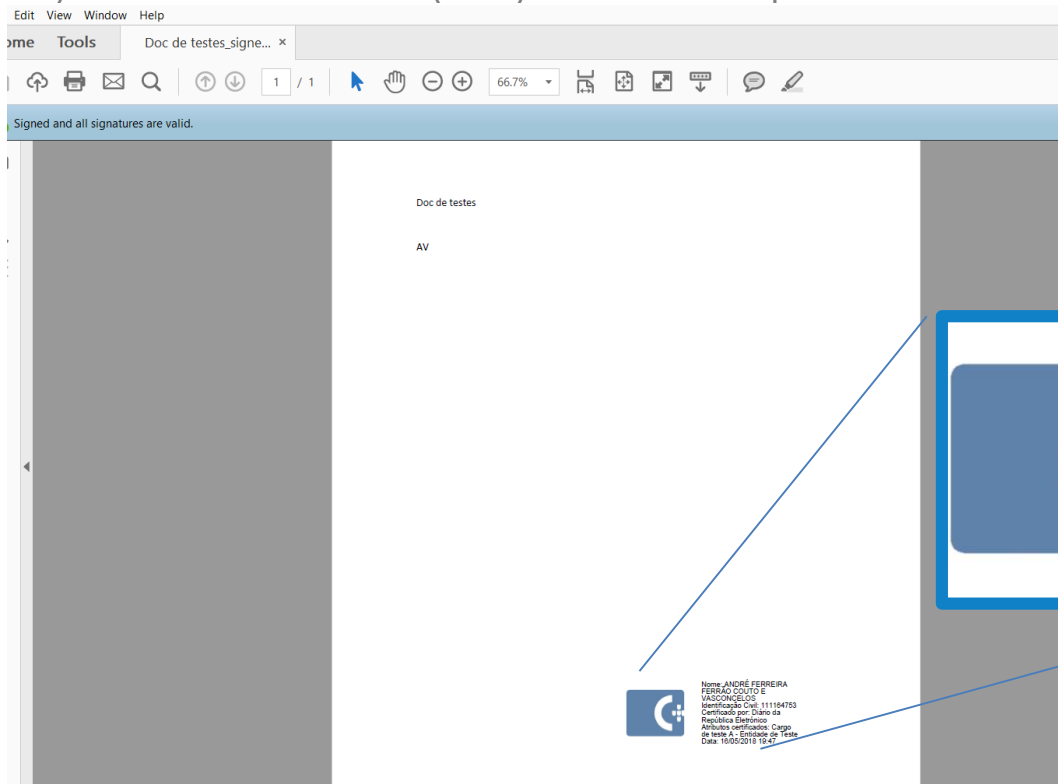 Edit View Window Help
ome Tools Doc de testes_signe... ×
1 / 1 66.7%
Signed and all signatures are valid.
Doc de testes
AV
Nome: ANDRÉ FERREIRA
FERRÃO COUTO E
VASCONCELOS
Identificação Civil: 111164753
Certificado por: Diário da
República Eletrónico
Atributos certificados: Cargo
de teste A - Entidade de Teste
Data: 16/05/2018 19:47